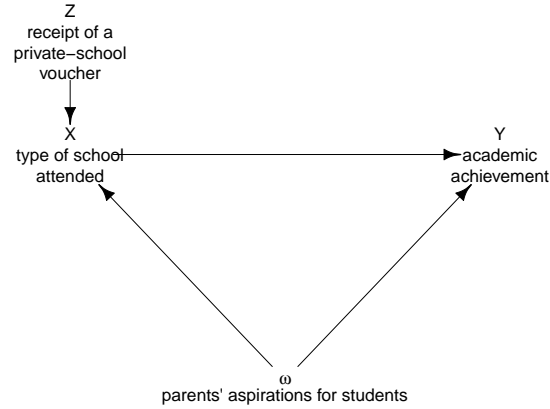 Z
receipt of a
private−school
voucher
X
type of school
attended
Y
academic
achievement
ω
parents' aspirations for students